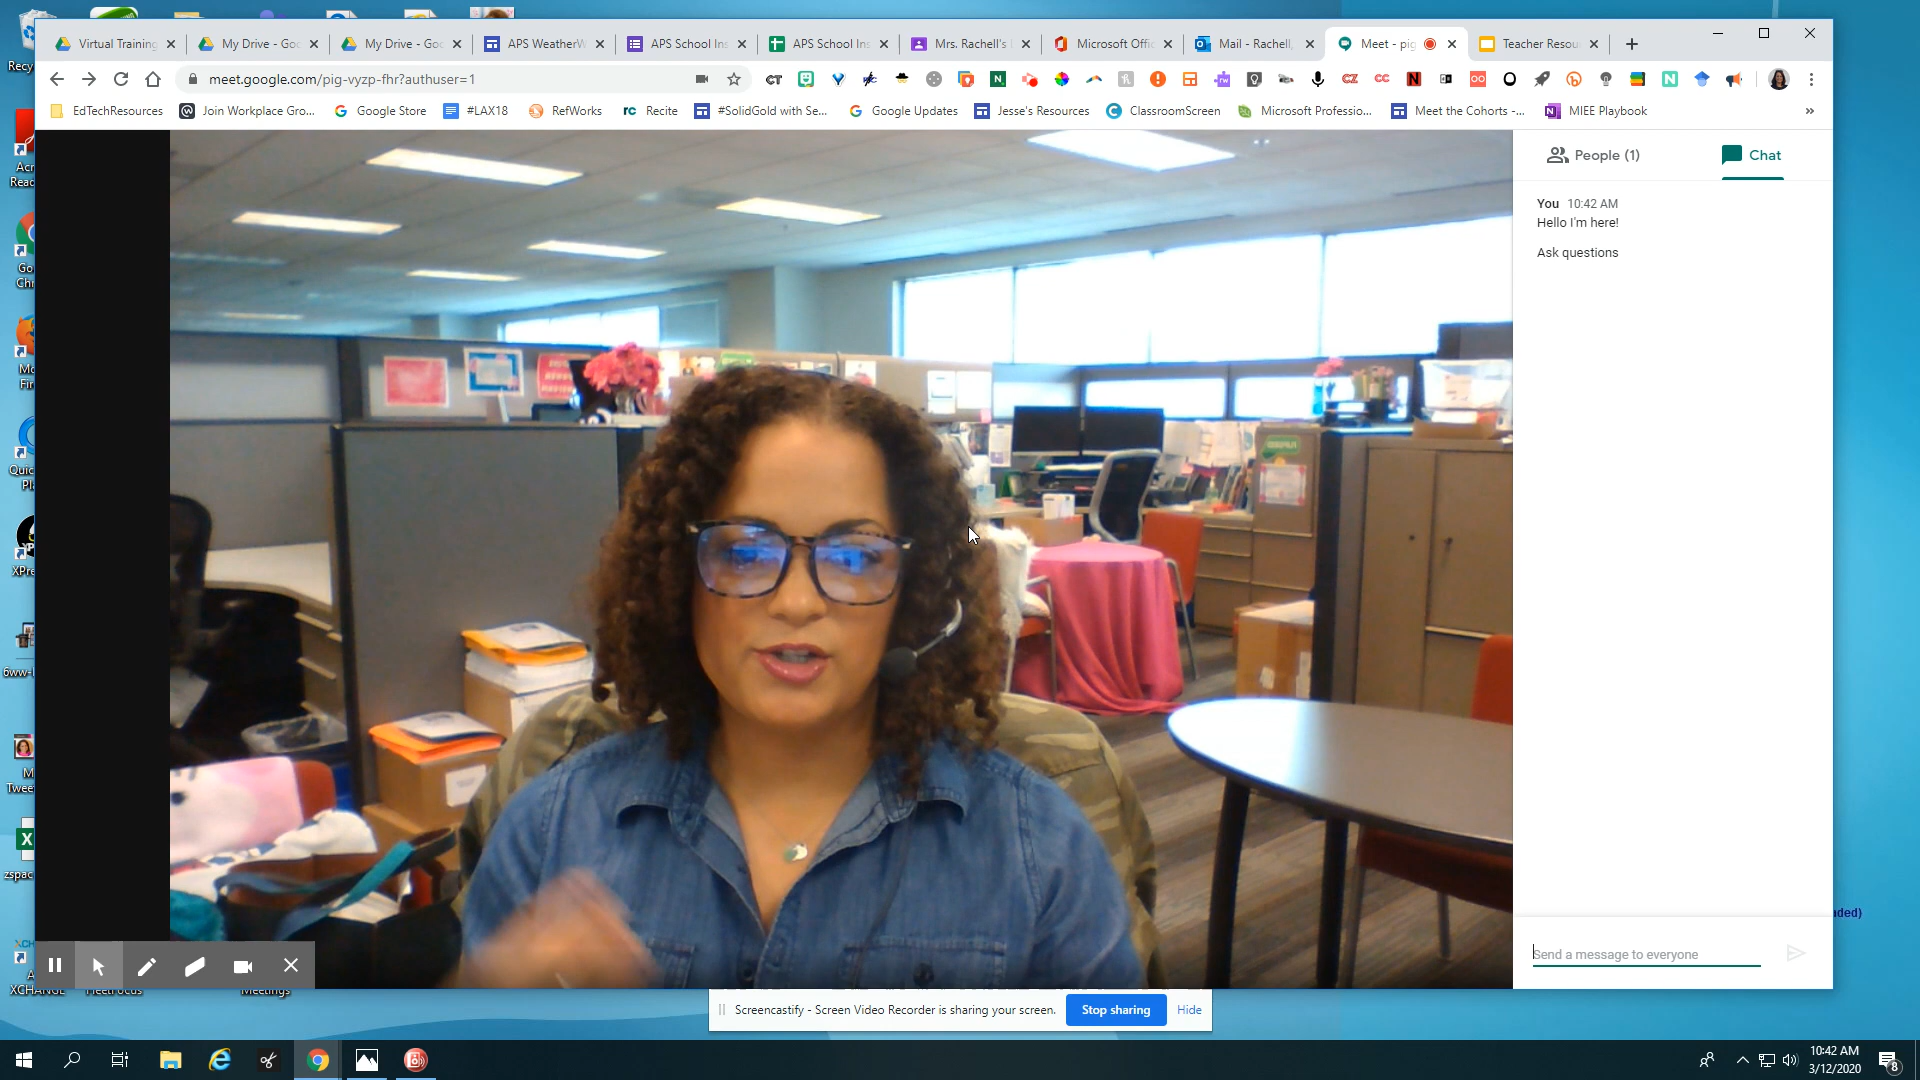 Virtual Training
My Drive - Goo
My Drive - Goo
APS WeatherW
APS School Ins
APS School Ins
Mrs. Rachell's
Microsoft Offic
Mail - Rachell,
Meet - pig
Teacher Resou
meet.google.com/pig-vyzp-fhr?authuser=1
EdTechResources
Join Workplace Gro...
Google Store
#LAX18
RefWorks
rc Recite
#SolidGold with Se...
Google Updates
Jesse's Resources
ClassroomScreen
Microsoft Professio...
Meet the Cohorts -...
MIEE Playbook
People (1)
Chat
You 10:42 AM
Hello I'm here!
Ask questions
Send a message to everyone
Screencastify - Screen Video Recorder is sharing your screen.
Stop sharing
Hide
10:42 AM
3/12/2020
8